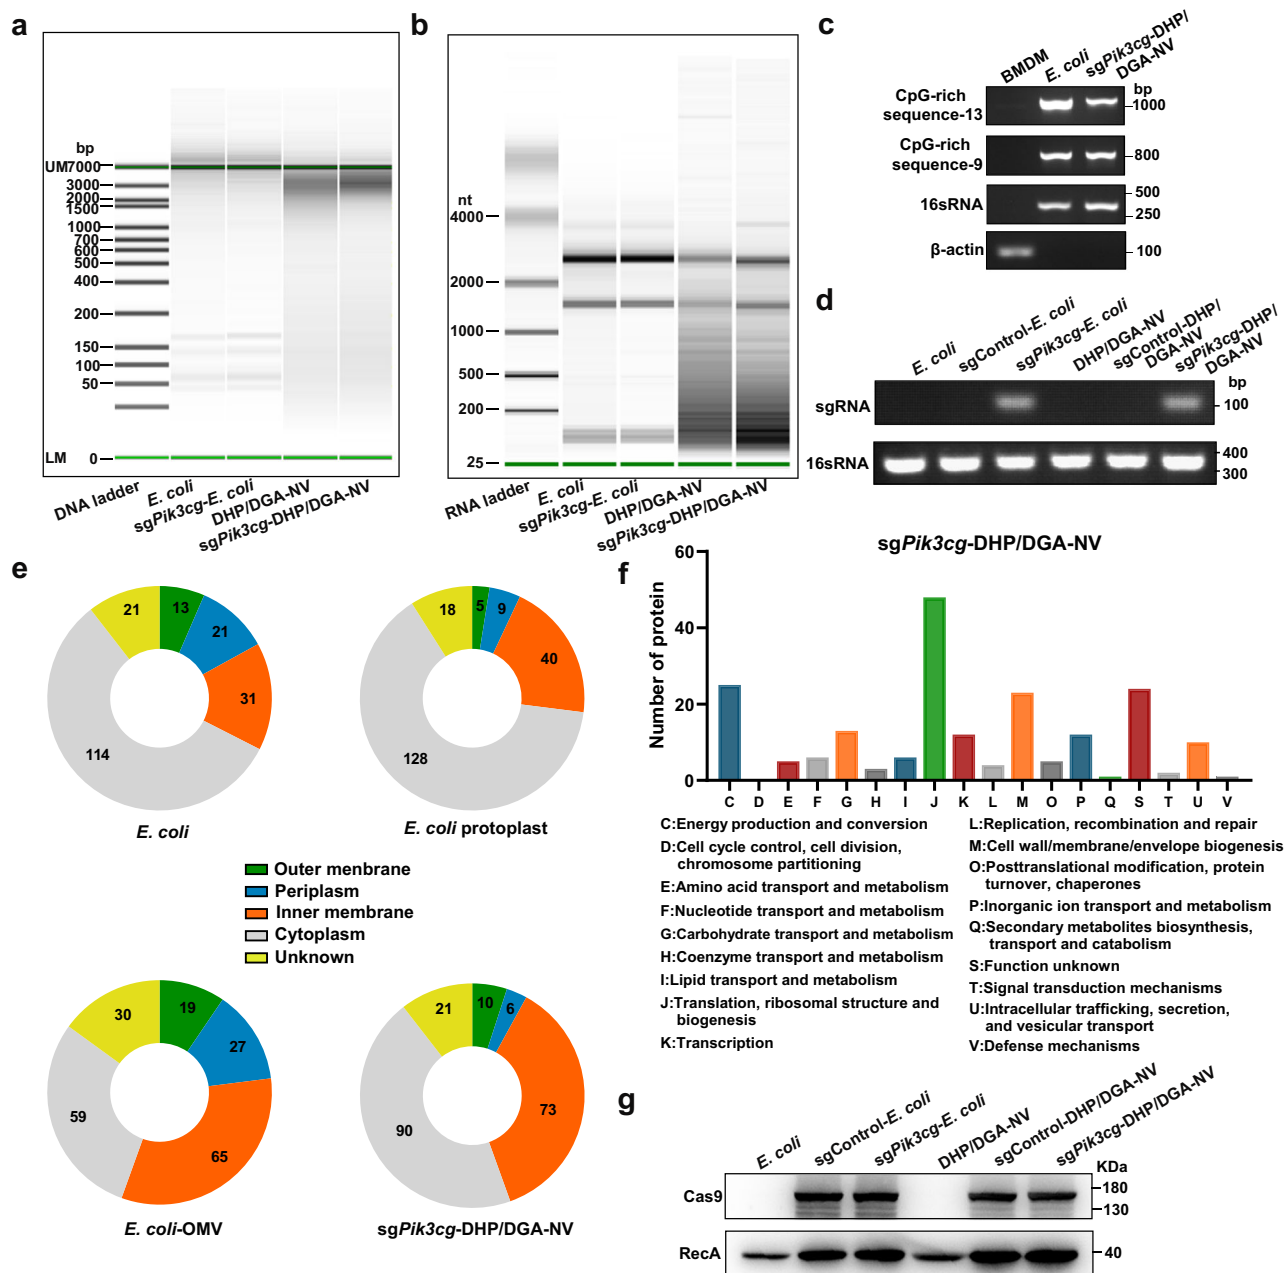 a
bp
UM 7000
3000
2000
1500
1000
700
600
500
400
200
150
100
50
LM 0
DNA ladder
E. coli
sgPik3cg-E. coli
DHP/DGA-NV
sgPik3cg-DHP/DGA-NV
b
nt
4000
2000
1000
500
200
25
RNA ladder
E. coli
sgPik3cg-E. coli
DHP/DGA-NV
sgPik3cg-DHP/DGA-NV
c
BMDM
E. coli
sgPik3cg-DHP/
DGA-NV
bp
CpG-rich
sequence-13
1000
CpG-rich
sequence-9
800
16sRNA
500
250
β-actin
100
d
E. coli
sgControl-E. coli
sgPik3cg-E. coli
DHP/DGA-NV
sgControl-DHP/
DGA-NV
sgPik3cg-DHP/
DGA-NV
bp
sgRNA
100
16sRNA
400
300
e
21
13
21
31
114
E. coli
18
5
9
40
128
E. coli protoplast
Outer menbrane
Periplasm
Inner membrane
Cytoplasm
Unknown
30
19
27
65
59
E. coli-OMV
21
10
6
73
90
sgPik3cg-DHP/DGA-NV
f
sgPik3cg-DHP/DGA-NV
Number of protein
60
40
20
0
C D E F G H I J K L M O P Q S T U V
C:Energy production and conversion
D:Cell cycle control, cell division,
chromosome partitioning
E:Amino acid transport and metabolism
F:Nucleotide transport and metabolism
G:Carbohydrate transport and metabolism
H:Coenzyme transport and metabolism
I:Lipid transport and metabolism
J:Translation, ribosomal structure and
biogenesis
K:Transcription
L:Replication, recombination and repair
M:Cell wall/membrane/envelope biogenesis
O:Posttranslational modification, protein
turnover, chaperones
P:Inorganic ion transport and metabolism
Q:Secondary metabolites biosynthesis,
transport and catabolism
S:Function unknown
T:Signal transduction mechanisms
U:Intracellular trafficking, secretion,
and vesicular transport
V:Defense mechanisms
g
E. coli
sgControl-E. coli
sgPik3cg-E. coli
DHP/DGA-NV
sgControl-DHP/DGA-NV
sgPik3cg-DHP/DGA-NV
KDa
Cas9
180
130
RecA
40